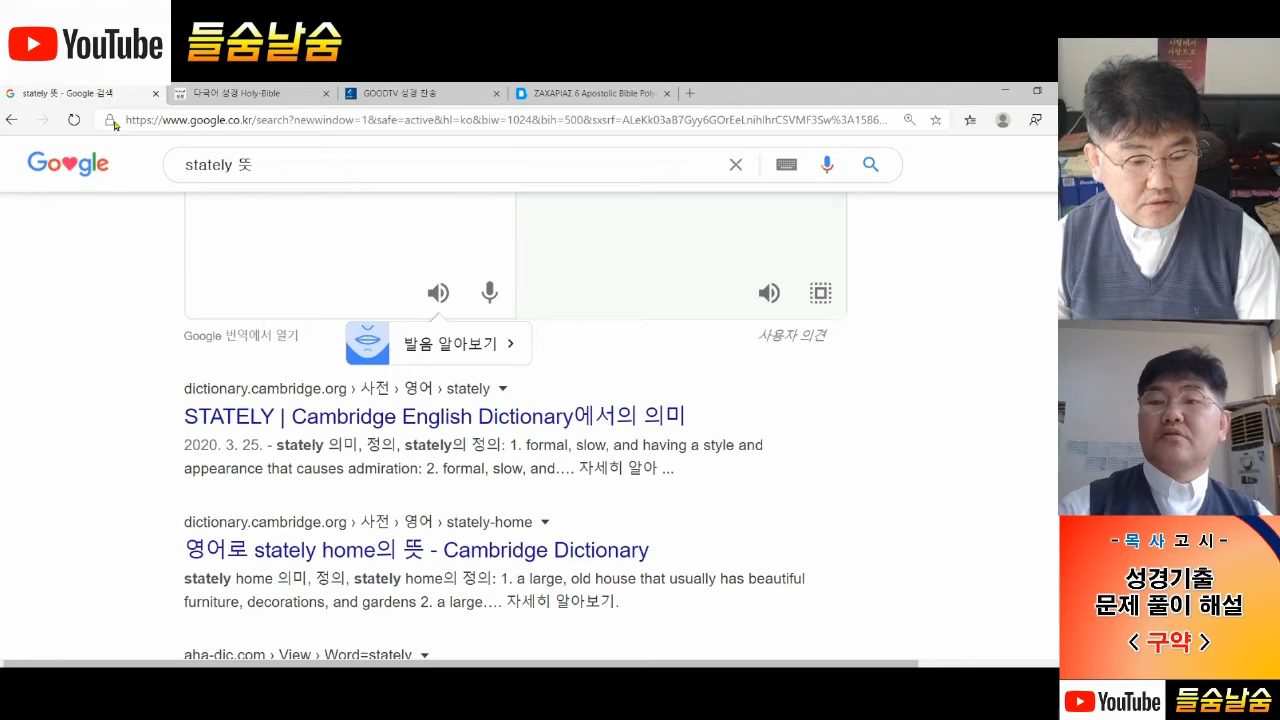 YouTube 들숨날숨
stately 뜻 - Google 검색
다국어 성경 Holy-Bible
GOODTV 성경 찬송
ΖΑΧΑΡΙΑΣ 6 Apostolic Bible Poly
https://www.google.co.kr/search?newwindow=1&safe=active&hl=ko&biw=1024&bih=500&sxsrf=ALeKk03aB7Gyy6GOrEeLnihlhrCSVMF3Sw%3A1586...
Google
stately 뜻
Google 번역에서 열기
발음 알아보기 >
사용자 의견
dictionary.cambridge.org › 사전 › 영어 › stately
STATELY | Cambridge English Dictionary에서의 의미
2020. 3. 25. - stately 의미, 정의, stately의 정의: 1. formal, slow, and having a style and
appearance that causes admiration: 2. formal, slow, and.... 자세히 알아 ...
dictionary.cambridge.org › 사전 › 영어 › stately-home
영어로 stately home의 뜻 - Cambridge Dictionary
stately home 의미, 정의, stately home의 정의: 1. a large, old house that usually has beautiful
furniture, decorations, and gardens 2. a large.... 자세히 알아보기.
aha-dic.com › View › Word=stately
- 목사고시 -
성경기출
문제 풀이 해설
< 구약 >
YouTube 들숨날숨